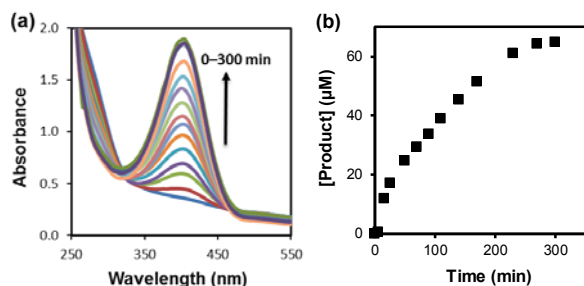 (a)
2.0
1.5
1.0
0.5
0.0
Absorbance
0–300 min
250 350 450 550
Wavelength (nm)
(b)
60
40
20
0
[Product] (µM)
0 100 200 300
Time (min)